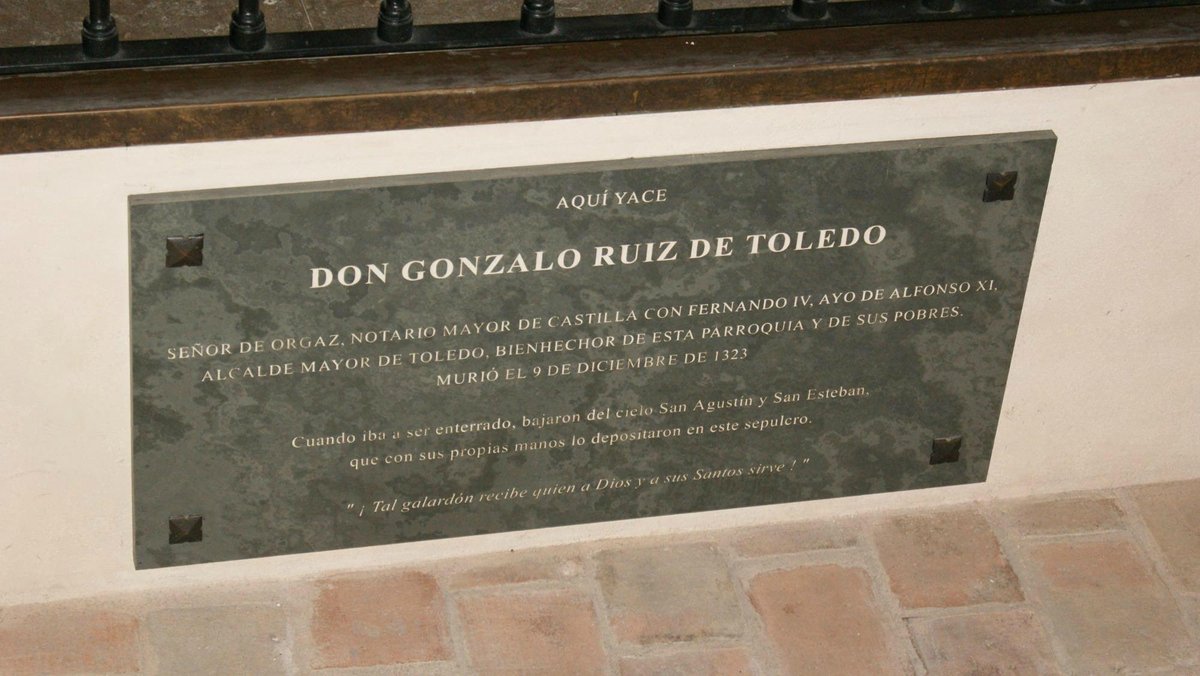 AQUÍ YACE
DON GONZALO RUIZ DE TOLEDO
SEÑOR DE ORGAZ, NOTARIO MAYOR DE CASTILLA CON FERNANDO IV, AYO DE ALFONSO XI,
ALCALDE MAYOR DE TOLEDO, BIENHECHOR DE ESTA PARROQUIA Y DE SUS POBRES.
MURIÓ EL 9 DE DICIEMBRE DE 1323
Cuando iba a ser enterrado, bajaron del cielo San Agustín y San Esteban,
que con sus propias manos lo depositaron en este sepulcro.
" ¡ Tal galardón recibe quien a Dios y a sus Santos sirve ! "